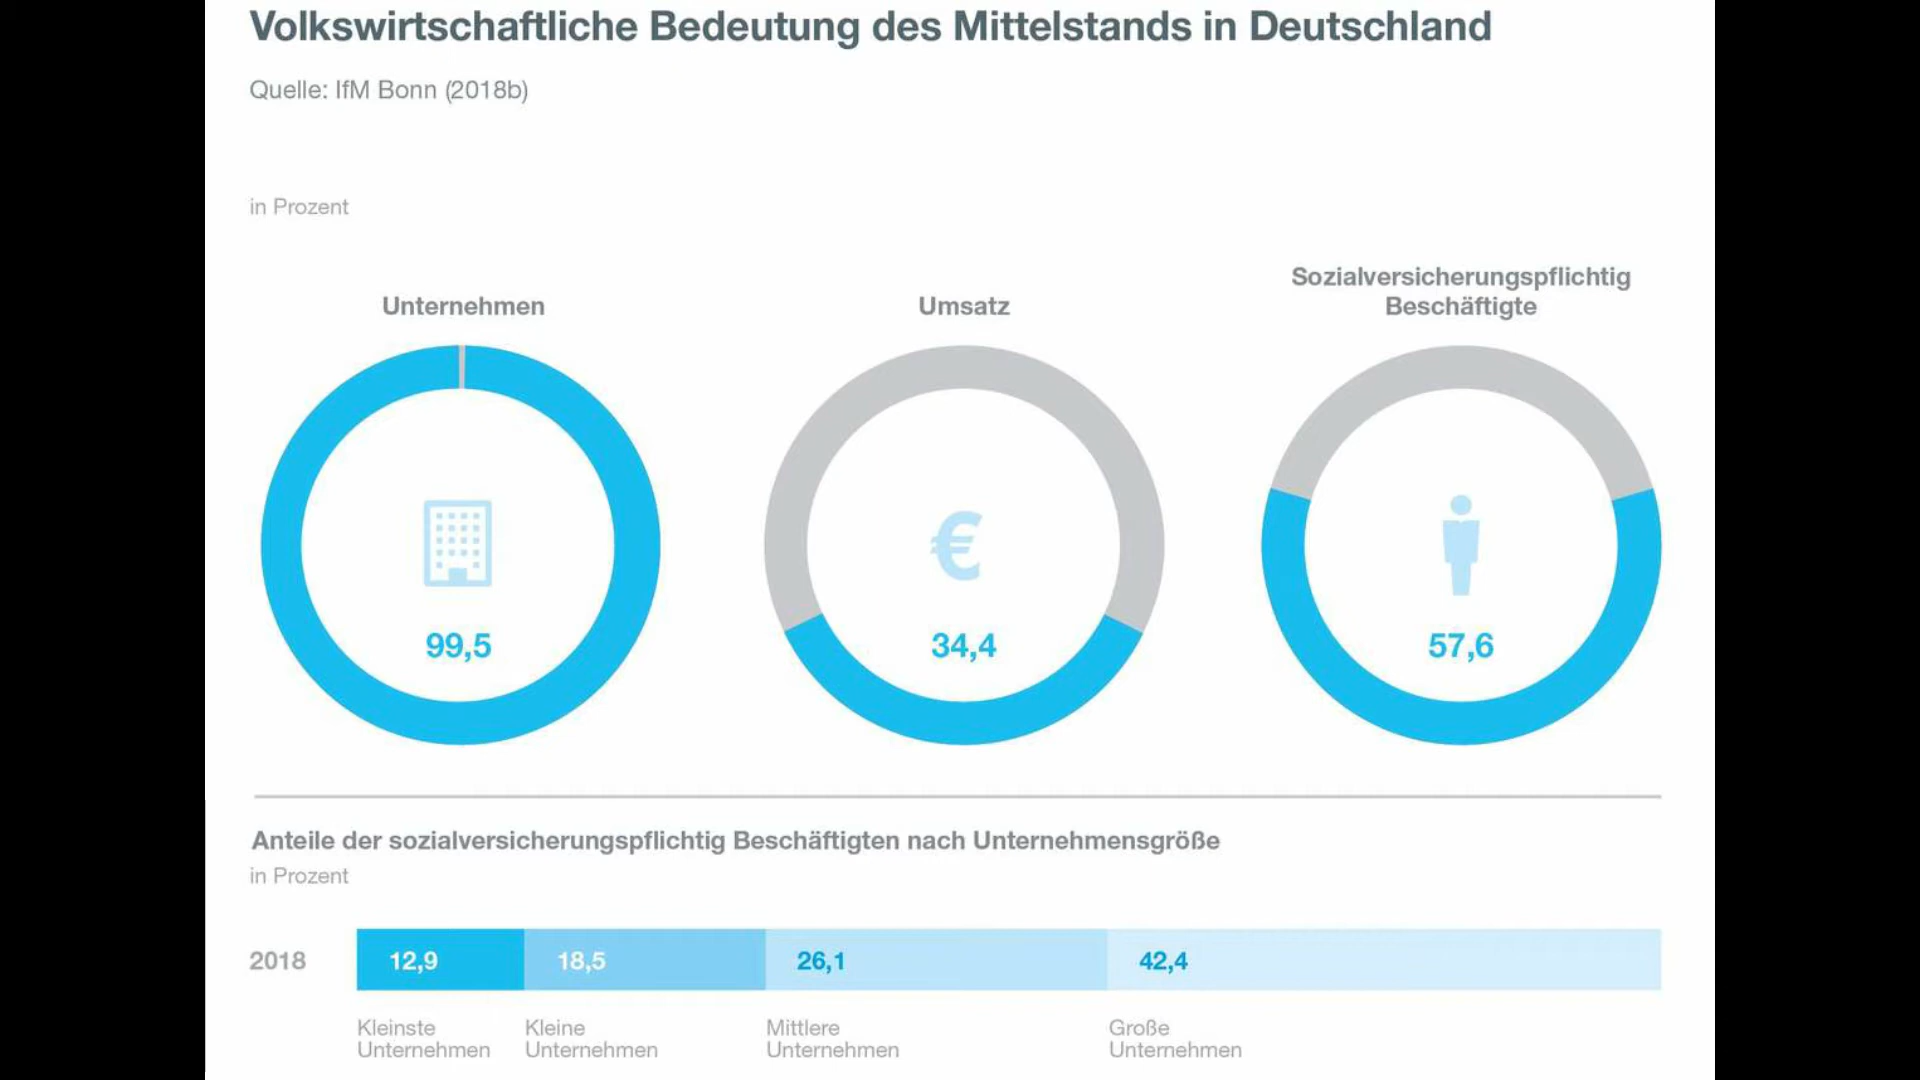 Volkswirtschaftliche Bedeutung des Mittelstands in Deutschland
Quelle: IfM Bonn (2018b)
in Prozent
Unternehmen
Umsatz
Sozialversicherungspflichtig
Beschäftigte
€
99,5
34,4
57,6
Anteile der sozialversicherungspflichtig Beschäftigten nach Unternehmensgröße
in Prozent
2018
12,9
18,5
26,1
42,4
Kleinste
Unternehmen
Kleine
Unternehmen
Mittlere
Unternehmen
Große
Unternehmen